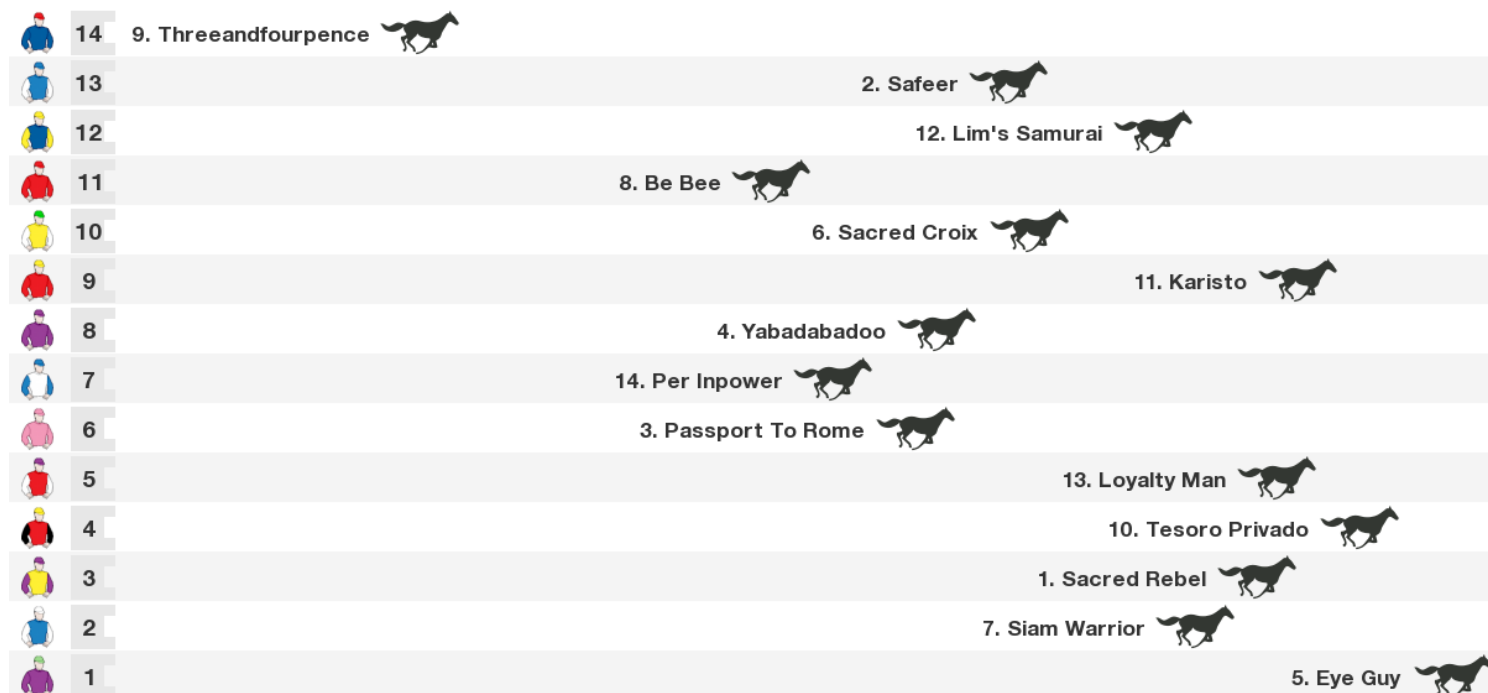 14 9. Threeandfourpence
13 2. Safeer
12 12. Lim's Samurai
11 8. Be Bee
10 6. Sacred Croix
9 11. Karisto
8 4. Yabadabadoo
7 14. Per Inpower
6 3. Passport To Rome
5 13. Loyalty Man
4 10. Tesoro Privado
3 1. Sacred Rebel
2 7. Siam Warrior
1 5. Eye Guy